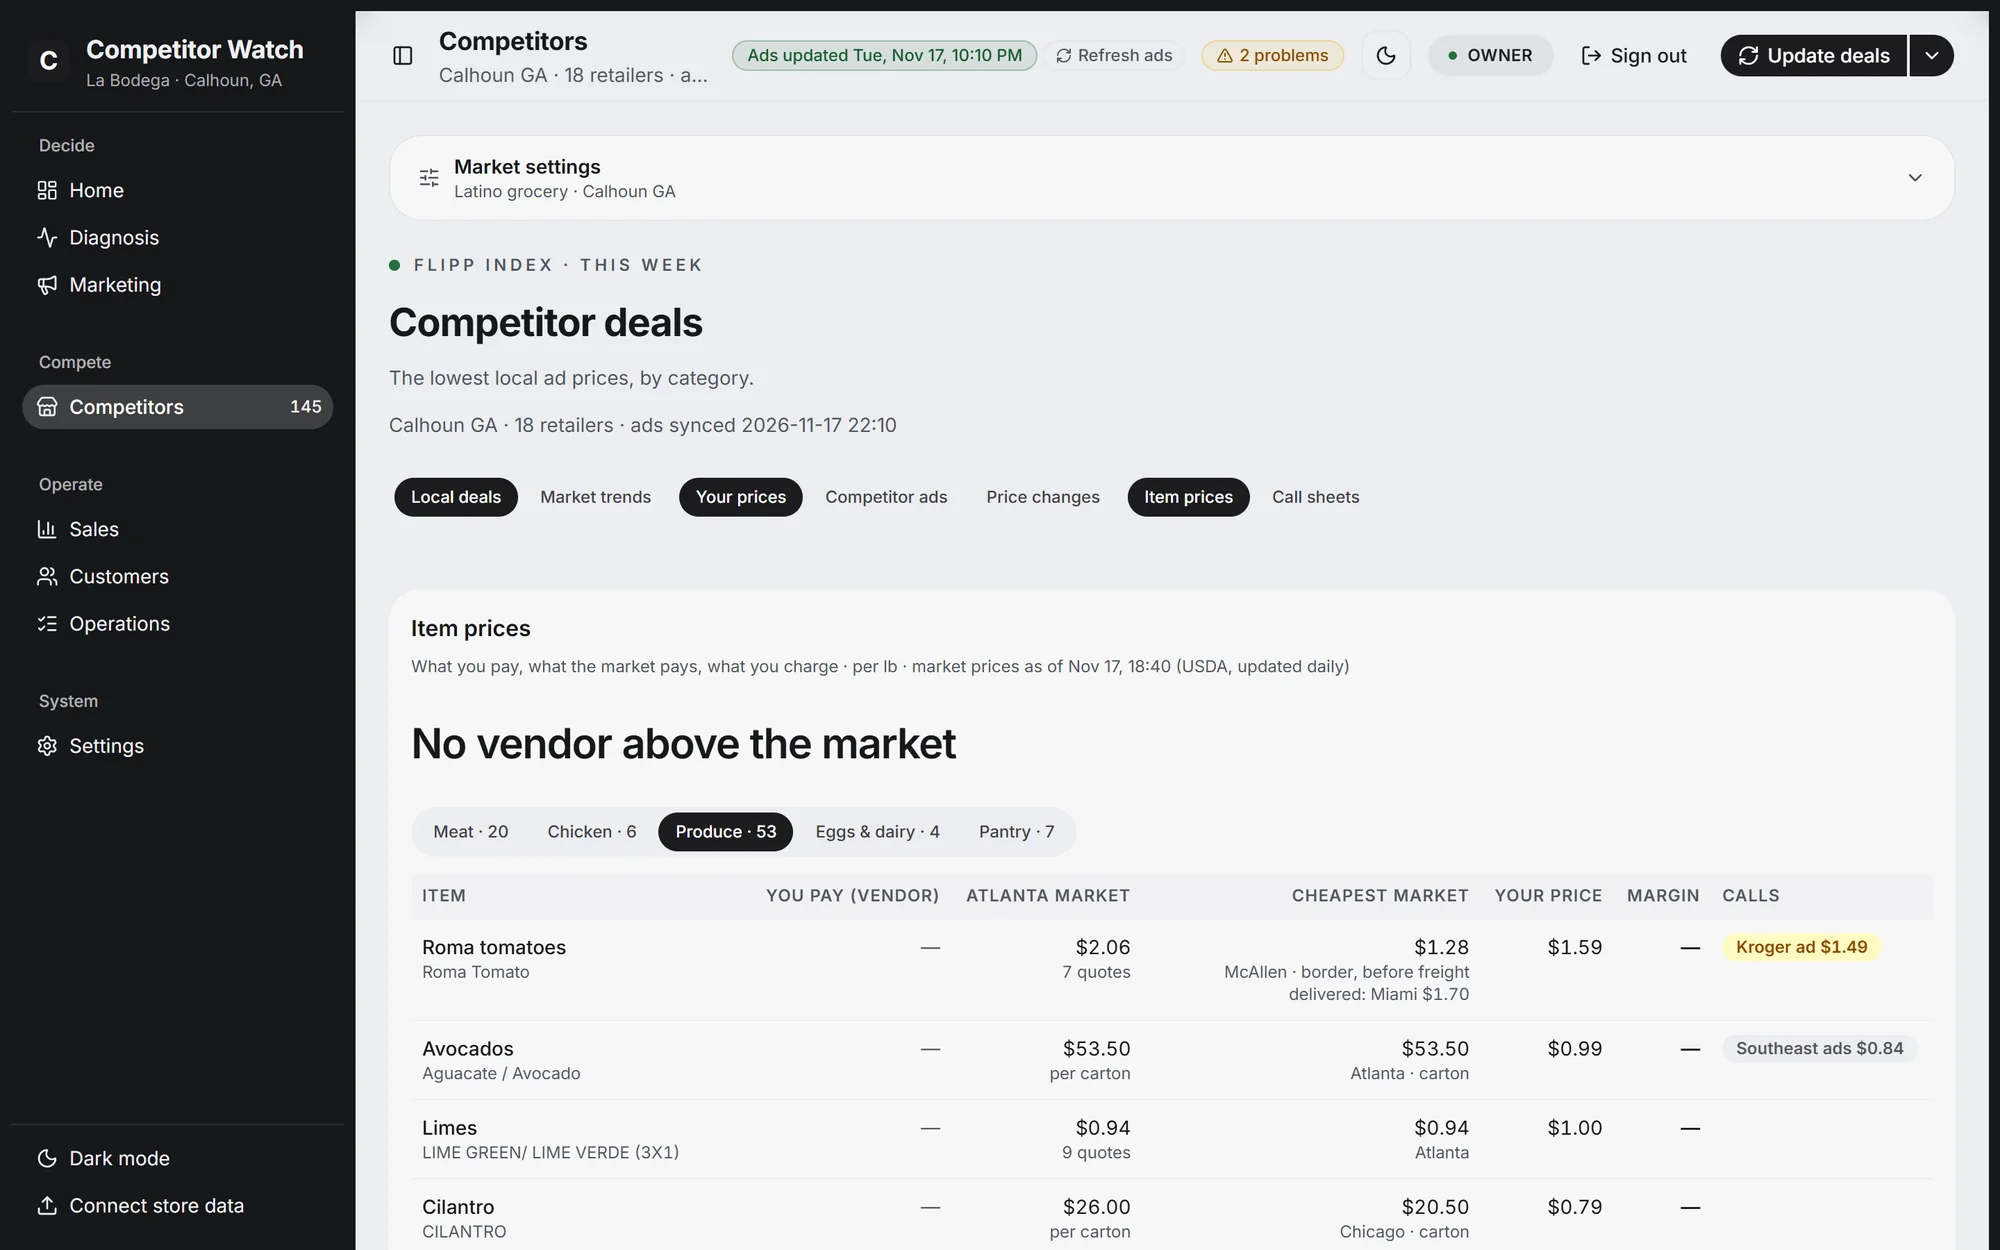 C
Competitor Watch
La Bodega · Calhoun, GA
Decide
Home
Diagnosis
Marketing
Compete
Competitors 145
Operate
Sales
Customers
Operations
System
Settings
Dark mode
Connect store data
Competitors
Calhoun GA · 18 retailers · a...
Ads updated Tue, Nov 17, 10:10 PM
Refresh ads
2 problems
OWNER
Sign out
Update deals
Market settings
Latino grocery · Calhoun GA
FLIPP INDEX · THIS WEEK
Competitor deals
The lowest local ad prices, by category.
Calhoun GA · 18 retailers · ads synced 2026-11-17 22:10
Local deals Market trends Your prices Competitor ads Price changes Item prices Call sheets
Item prices
What you pay, what the market pays, what you charge · per lb · market prices as of Nov 17, 18:40 (USDA, updated daily)
No vendor above the market
Meat · 20 Chicken · 6 Produce · 53 Eggs & dairy · 4 Pantry · 7
ITEM YOU PAY (VENDOR) ATLANTA MARKET CHEAPEST MARKET YOUR PRICE MARGIN CALLS
Roma tomatoes — $2.06 $1.28 $1.59 — Kroger ad $1.49
Roma Tomato 7 quotes McAllen · border, before freight
delivered: Miami $1.70
Avocados — $53.50 $53.50 $0.99 — Southeast ads $0.84
Aguacate / Avocado per carton Atlanta · carton
Limes — $0.94 $0.94 $1.00 —
LIME GREEN/ LIME VERDE (3X1) 9 quotes Atlanta
Cilantro — $26.00 $20.50 $0.79 —
CILANTRO per carton Chicago · carton